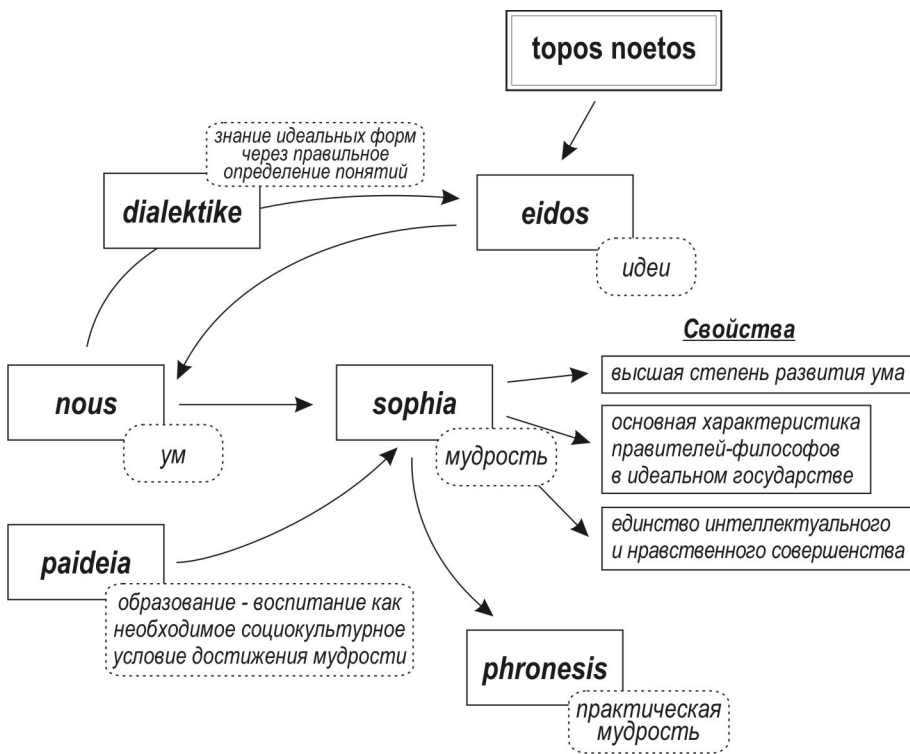 topos noetos
знание идеальных форм
через правильное
определение понятий
dialektike
eidos
идеи
Свойства
nous
ум
sophia
мудрость
высшая степень развития ума
основная характеристика
правителей-философов
в идеальном государстве
единство интеллектуального
и нравственного совершенства
paideia
образование - воспитание как
необходимое социокультурное
условие достижения мудрости
phronesis
практическая
мудрость